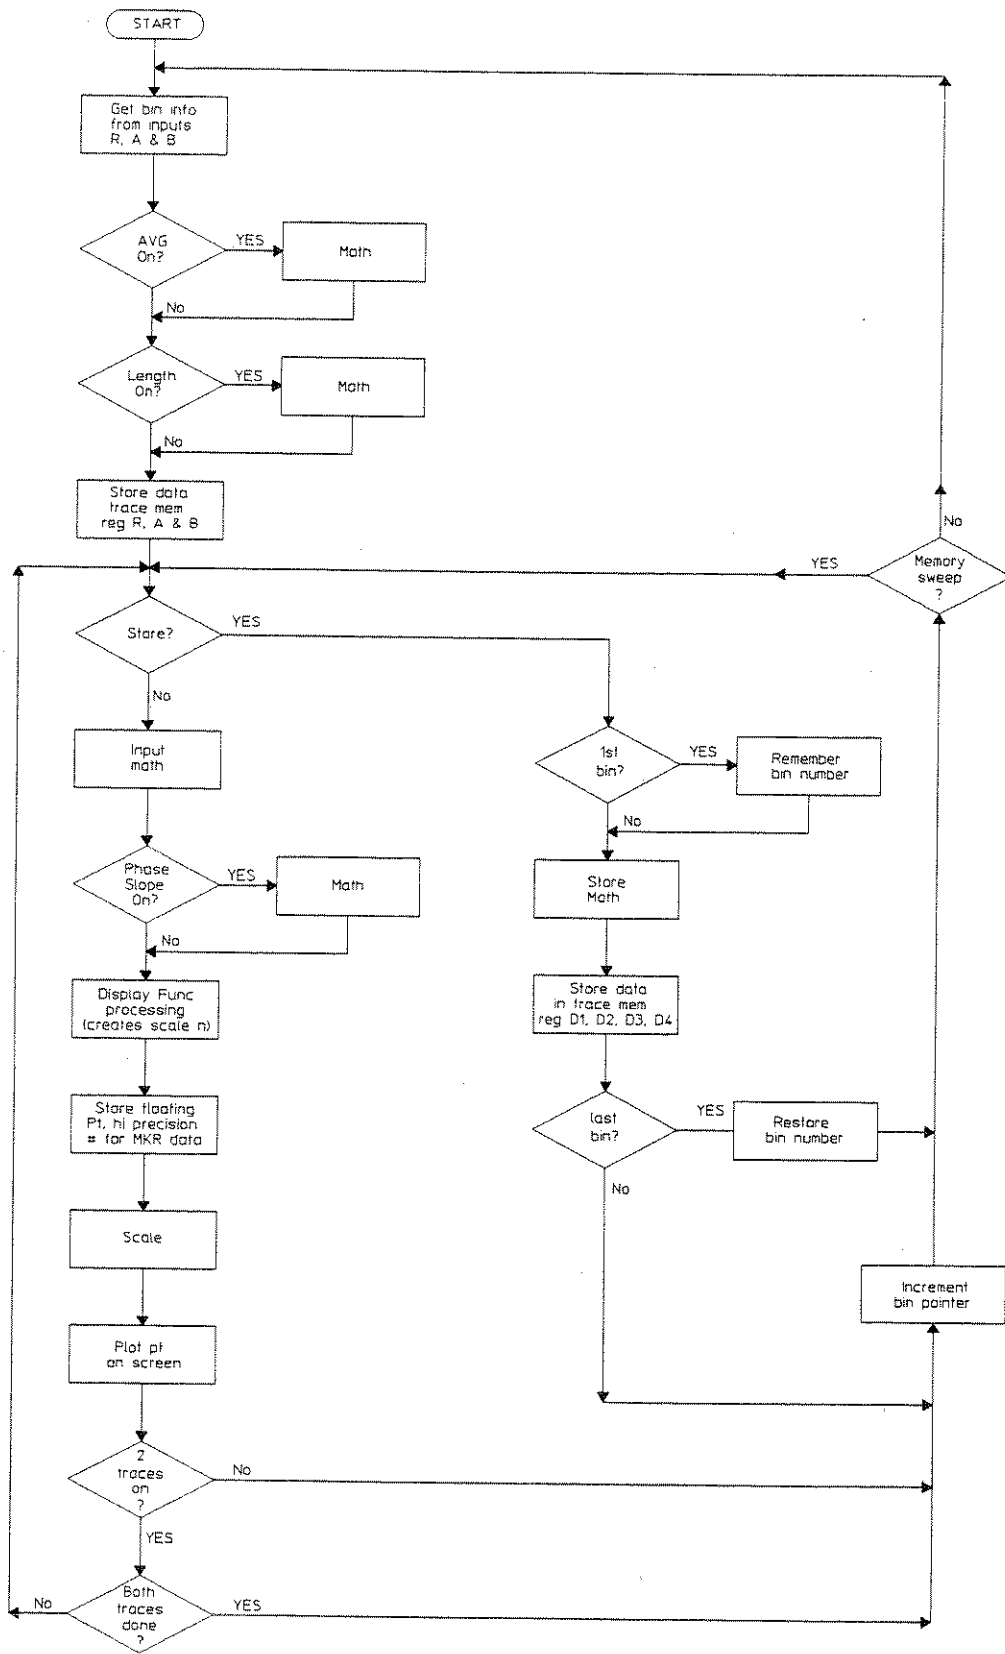 START
Get bin info
from inputs
R, A & B
AVG
On?
YES
Math
No
Length
On?
YES
Math
No
Store data
trace mem
reg R, A & B
No
YES
Memory
sweep
?
Store?
YES
No
Input
math
1st
bin?
YES
Remember
bin number
No
Phase
Slope
On?
YES
Math
No
Store
Math
Display Func
processing
(creates scale n)
Store data
in trace mem
reg D1, D2, D3, D4
Store floating
Pt, hi precision
# for MKR data
last
bin?
YES
Restore
bin number
No
Scale
Increment
bin pointer
Plot pt
on screen
2
traces
on
?
No
YES
Both
traces
done
?
No
YES